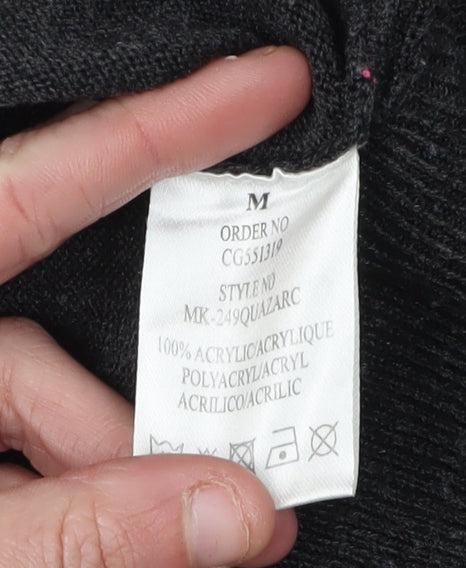 M
ORDER NO
CG551319
STYLE NO
MK-249QUAZARC
100% ACRYLIC/ACRYLIQUE
POLYACRYL/ACRYL
ACRILICO/ACRILIC